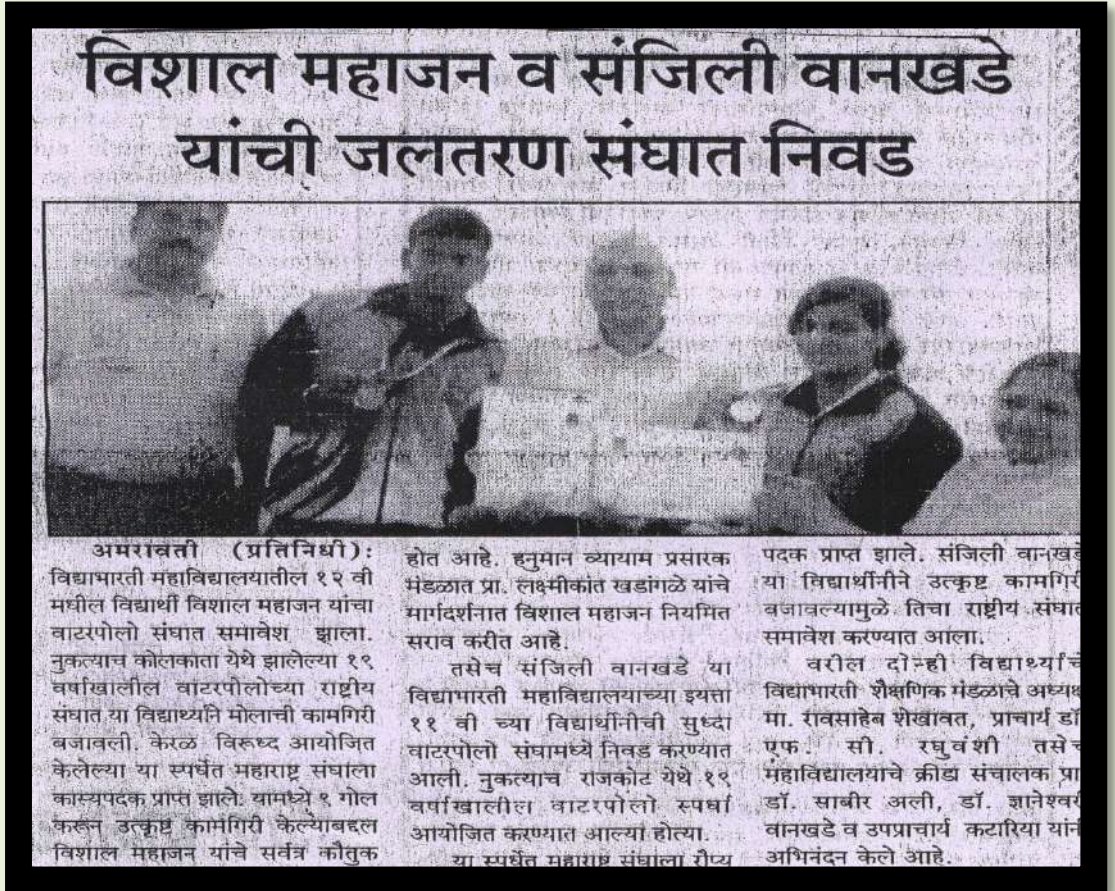 विशाल महाजन व संजिली वानखडे
यांची जलतरण संघात निवड
अमरावती (प्रतिनिधी):
विद्याभारती महाविद्यालयातील १२ वी
मधील विद्यार्थी विशाल महाजन यांचा
वाटरपोलो संघात समावेश झाला.
नुकत्याच कोलकाता येथे झालेल्या १९
वर्षाखालील वाटरपोलोच्या राष्ट्रीय
संघात या विद्यार्थ्याने मोलाची कामगिरी
बजावली. केरळ विरूध्द आयोजित
केलेल्या या स्पर्धेत महाराष्ट्र संघाला
कास्यपदक प्राप्त झाले. यामध्ये ९ गोल
करून उत्कृष्ट कामगिरी केल्याबद्दल
विशाल महाजन यांचे सर्वत्र कौतुक
होत आहे. हनुमान व्यायाम प्रसारक
मंडळात प्रा. लक्ष्मीकांत खडांगळे यांचे
मार्गदर्शनात विशाल महाजन नियमित
सराव करीत आहे.
तसेच संजिली वानखडे या
विद्याभारती महाविद्यालयाच्या इयत्ता
११ वी च्या विद्यार्थीनीची सुध्दा
वाटरपोलो संघामध्ये निवड करण्यात
आली. नुकत्याच राजकोट येथे १९
वर्षाखालील वाटरपोलो स्पर्धा
आयोजित करण्यात आल्या होत्या.
या स्पर्धेत महाराष्ट्र संघाला रौप्य
पदक प्राप्त झाले. संजिली वानखडे
या विद्यार्थीनीने उत्कृष्ट कामगिरी
बजावल्यामुळे तिचा राष्ट्रीय संघात
समावेश करण्यात आला.
वरील दोन्ही विद्यार्थ्यांचे
विद्याभारती शैक्षणिक मंडळाचे अध्यक्ष
मा. रावसाहेब शेखावत, प्राचार्य डॉ
एफ. सी. रघुवंशी तसेच
महाविद्यालयाचे क्रीडा संचालक प्रा
डॉ. साबीर अली, डॉ. ज्ञानेश्वरी
वानखडे व उपप्राचार्य कटारिया यांनी
अभिनंदन केले आहे.